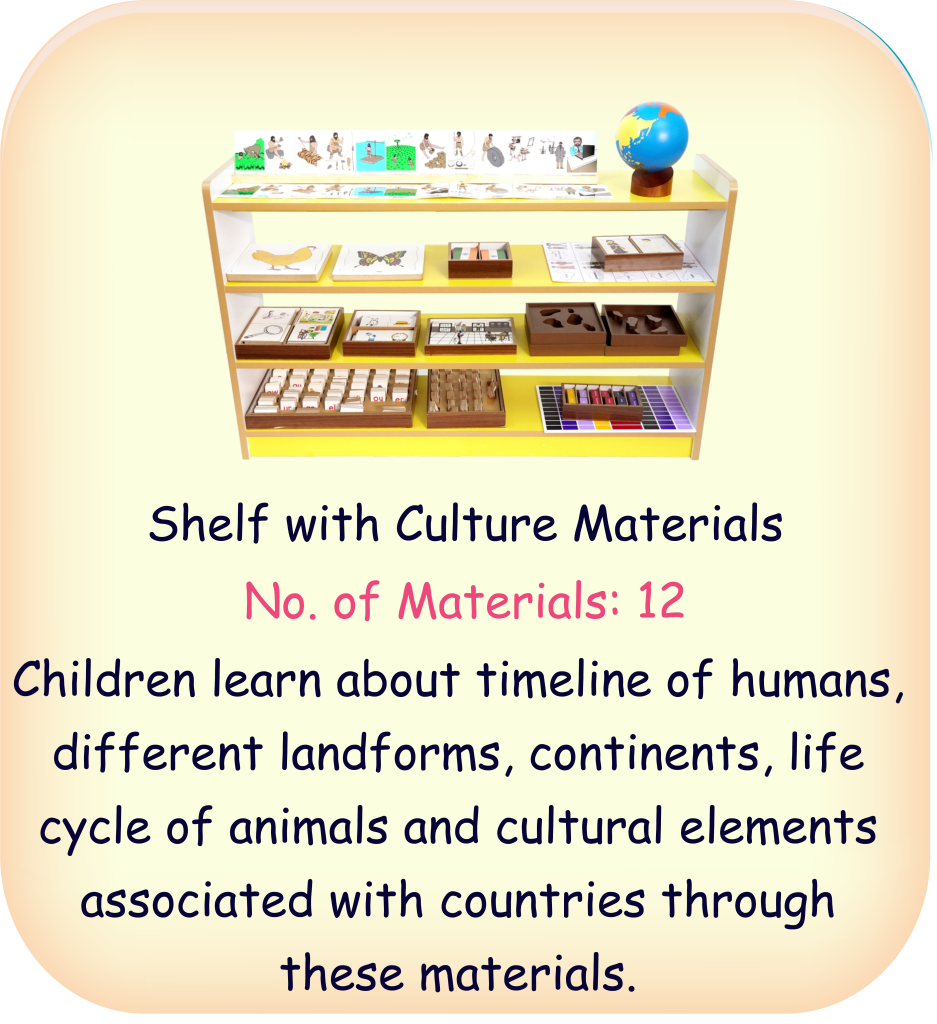 Shelf with Culture Materials
No. of Materials: 12
Children learn about timeline of humans,
different landforms, continents, life
cycle of animals and cultural elements
associated with countries through
these materials.